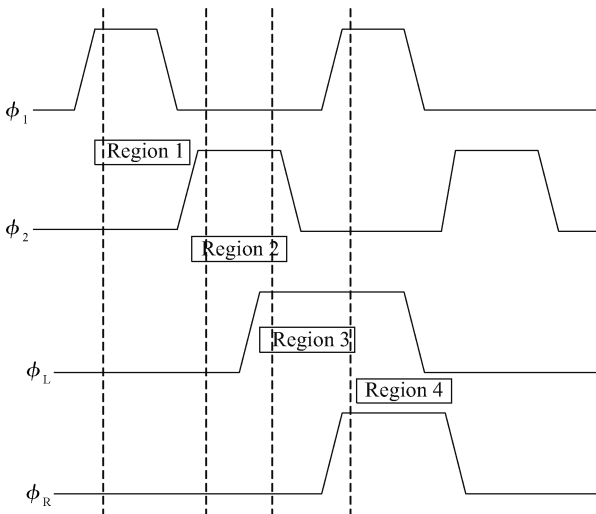 ϕ1
Region 1
ϕ2
Region 2
Region 3
ϕL
Region 4
ϕR